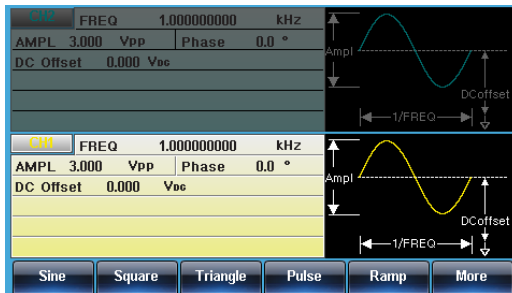 CH2 FREQ 1.000000000 kHz
AMPL 3.000 Vpp Phase 0.0 °
DC Offset 0.000 VDC
Ampl
DCoffset
1/FREQ
CH1 FREQ 1.000000000 kHz
AMPL 3.000 Vpp Phase 0.0 °
DC Offset 0.000 VDC
Ampl
DCoffset
1/FREQ
Sine Square Triangle Pulse Ramp More